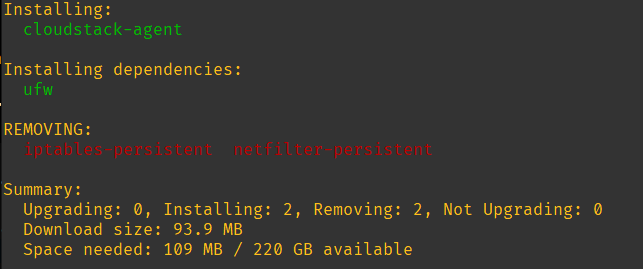 Installing:
cloudstack-agent
Installing dependencies:
ufw
REMOVING:
iptables-persistent netfilter-persistent
Summary:
Upgrading: 0, Installing: 2, Removing: 2, Not Upgrading: 0
Download size: 93.9 MB
Space needed: 109 MB / 220 GB available